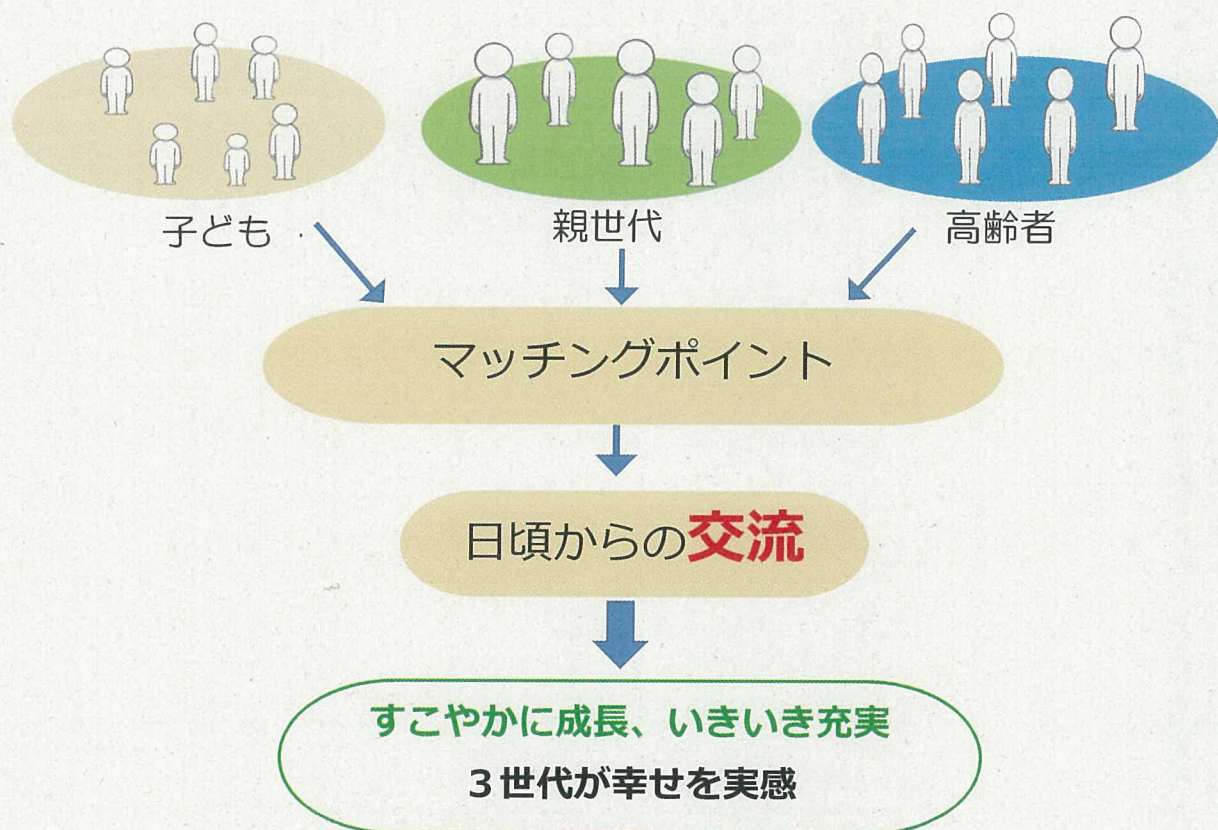 子ども
親世代
高齢者
マッチングポイント
日頃からの交流
すこやかに成長、いきいき充実
3世代が幸せを実感